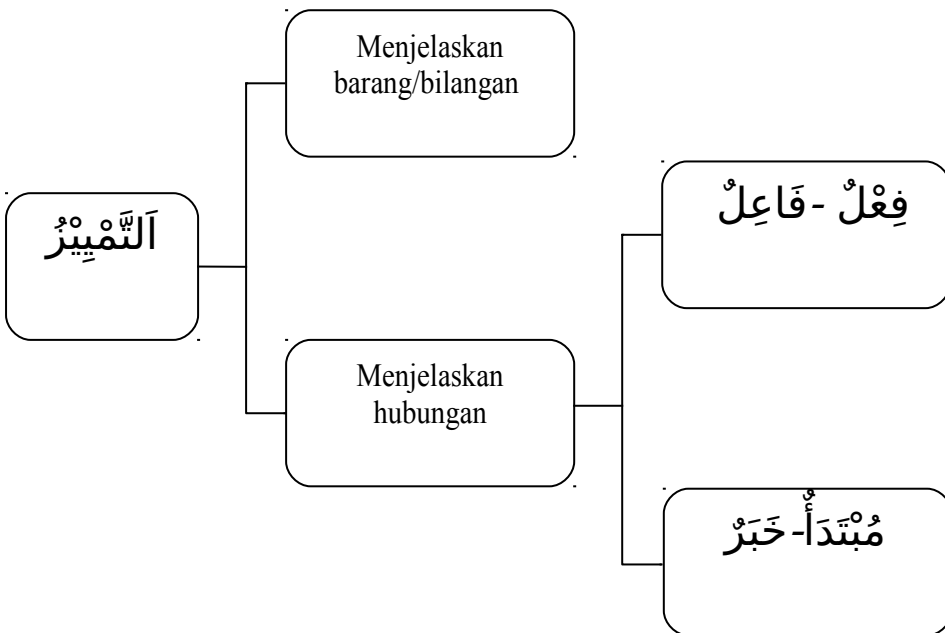 Menjelaskan
barang/bilangan
اَلتَّمْيِيْزُ
فِعْلٌ -فَاعِلٌ
Menjelaskan
hubungan
مُبْتَدَأٌ-خَبَرٌ